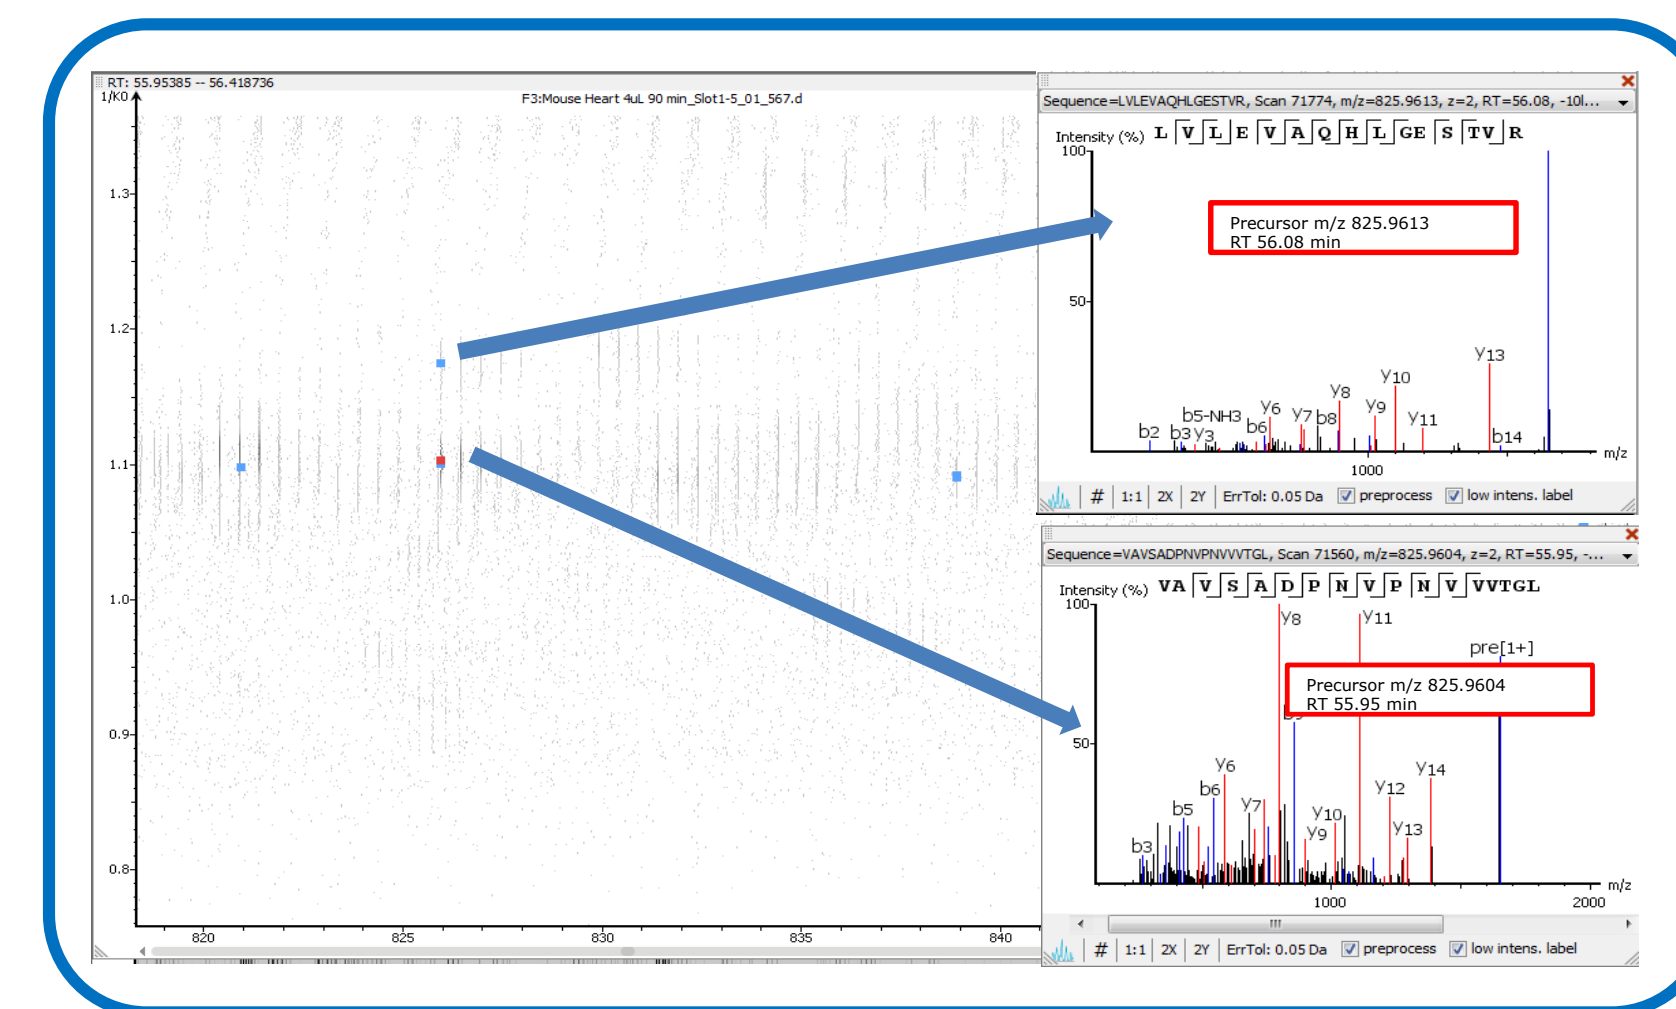 RT: 55.95385 -- 56.418736
1/K0
F3:Mouse Heart 4uL 90 min_Slot1-5_01_567.d
1.3
1.2
1.1
1.0
0.9
0.8
820
825
830
835
840
Sequence=LVLEVAQHLGESTVR, Scan 71774, m/z=825.9613, z=2, RT=56.08, -10l...
Intensity (%) L V L E V A Q H L GE S TV R
100
Precursor m/z 825.9613
RT 56.08 min
50
y13
y10
y8
y9
y6
b5-NH3
y7
b8
y11
b6
b2
b3
y3
b14
m/z
1000
# 1:1 2X 2Y ErrTol: 0.05 Da preprocess low intens. label
Sequence=VAVSADPNVPNVVVTGL, Scan 71560, m/z=825.9604, z=2, RT=55.95, -...
Intensity (%) VA V S A D P N V P N V VVTGL
100
y8
y11
pre[1+]
Precursor m/z 825.9604
RT 55.95 min
50
y6
y14
b6
y12
b5
y7
y10
y9
y13
b3
m/z
1000
2000
# 1:1 2X 2Y ErrTol: 0.05 Da preprocess low intens. label